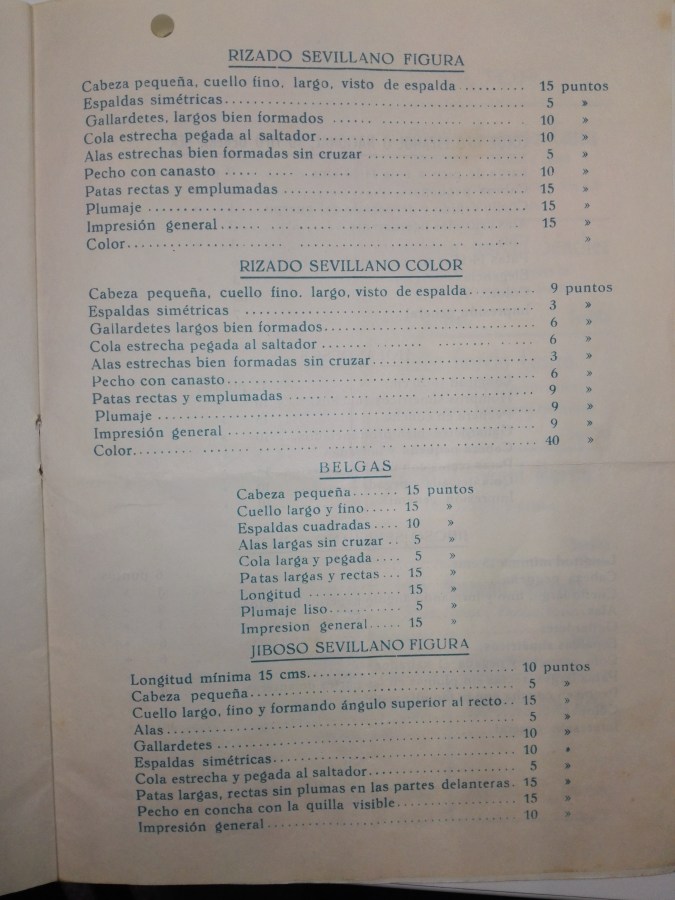 RIZADO SEVILLANO FIGURA
Cabeza pequeña, cuello fino, largo, visto de espalda .......... 15 puntos
Espaldas simétricas .......... 5 »
Gallardetes, largos bien formados .......... 10 »
Cola estrecha pegada al saltador .......... 10 »
Alas estrechas bien formadas sin cruzar .......... 5 »
Pecho con canasto .......... 10 »
Patas rectas y emplumadas .......... 15 »
Plumaje .......... 15 »
Impresión general .......... 15 »
Color .......... »
RIZADO SEVILLANO COLOR
Cabeza pequeña, cuello fino. largo, visto de espalda .......... 9 puntos
Espaldas simétricas .......... 3 »
Gallardetes largos bien formados .......... 6 »
Cola estrecha pegada al saltador .......... 6 »
Alas estrechas bien formadas sin cruzar .......... 3 »
Pecho con canasto .......... 6 »
Patas rectas y emplumadas .......... 9 »
Plumaje .......... 9 »
Impresión general .......... 9 »
Color .......... 40 »
BELGAS
Cabeza pequeña ....... 15 puntos
Cuello largo y fino ..... 15 »
Espaldas cuadradas .... 10 »
Alas largas sin cruzar .. 5 »
Cola larga y pegada .... 5 »
Patas largas y rectas ... 15 »
Longitud ............. 15 »
Plumaje liso .......... 5 »
Impresion general ..... 15 »
JIBOSO SEVILLANO FIGURA
Longitud mínima 15 cms. .......... 10 puntos
Cabeza pequeña .......... 5 »
Cuello largo, fino y formando ángulo superior al recto .. 15 »
Alas .......... 5 »
Gallardetes .......... 10 »
Espaldas simétricas .......... 10 »
Cola estrecha y pegada al saltador .......... 5 »
Patas largas, rectas sin plumas en las partes delanteras . 15 »
Pecho en concha con la quilla visible .......... 15 »
Impresión general .......... 10 »